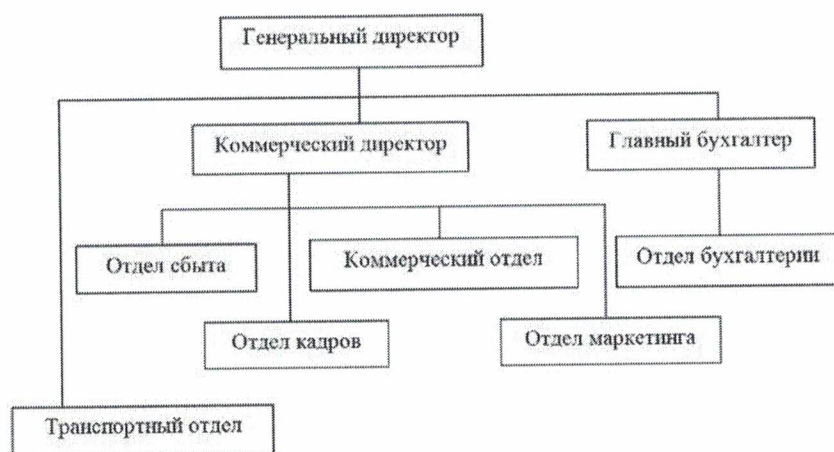 Генеральный директор
Коммерческий директор
Главный бухгалтер
Отдел сбыта
Коммерческий отдел
Отдел бухгалтерии
Отдел кадров
Отдел маркетинга
Транспортный отдел